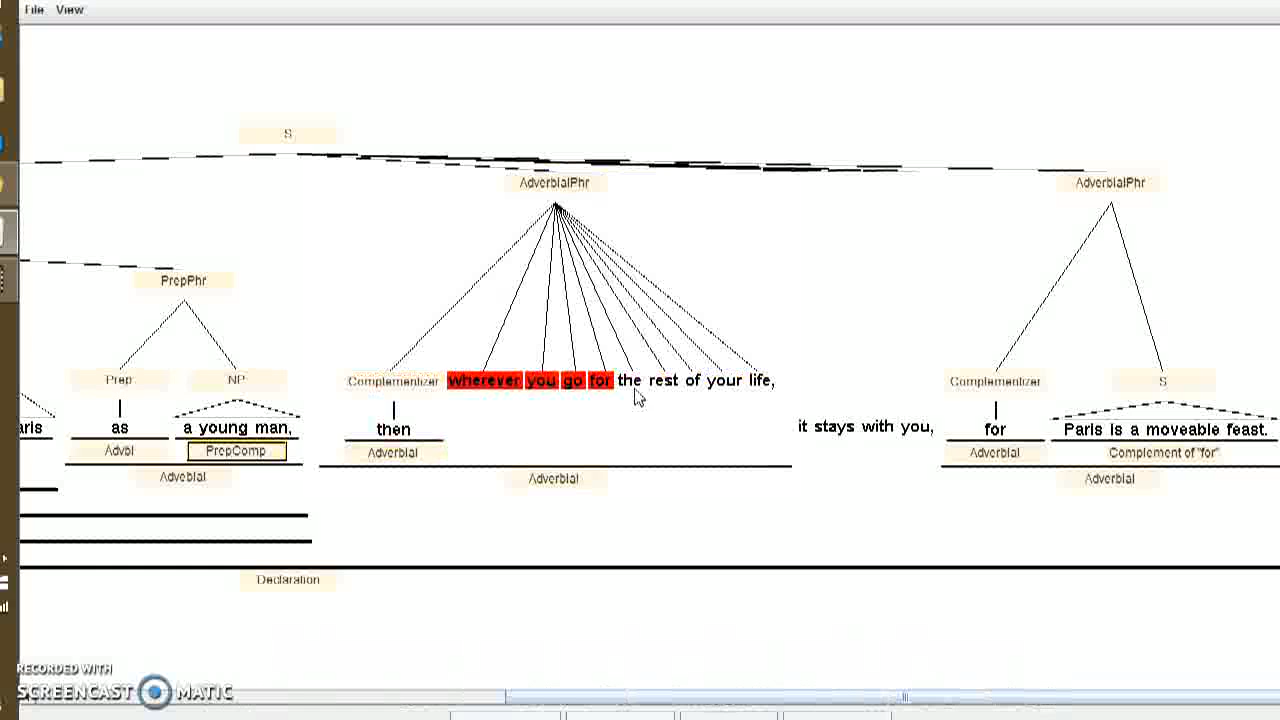 File View
S
AdverbialPhr AdverbialPhr
PrepPhr
Prep NP Complementizer wherever you go for the rest of your life, Complementizer S
as a young man, then it stays with you, for Paris is a moveable feast.
Advbl PrepComp Adverbial Adverbial Complement of "for"
Advebial Adverbial Adverbial
Declaration
RECORDED WITH
SCREENCAST MATIC